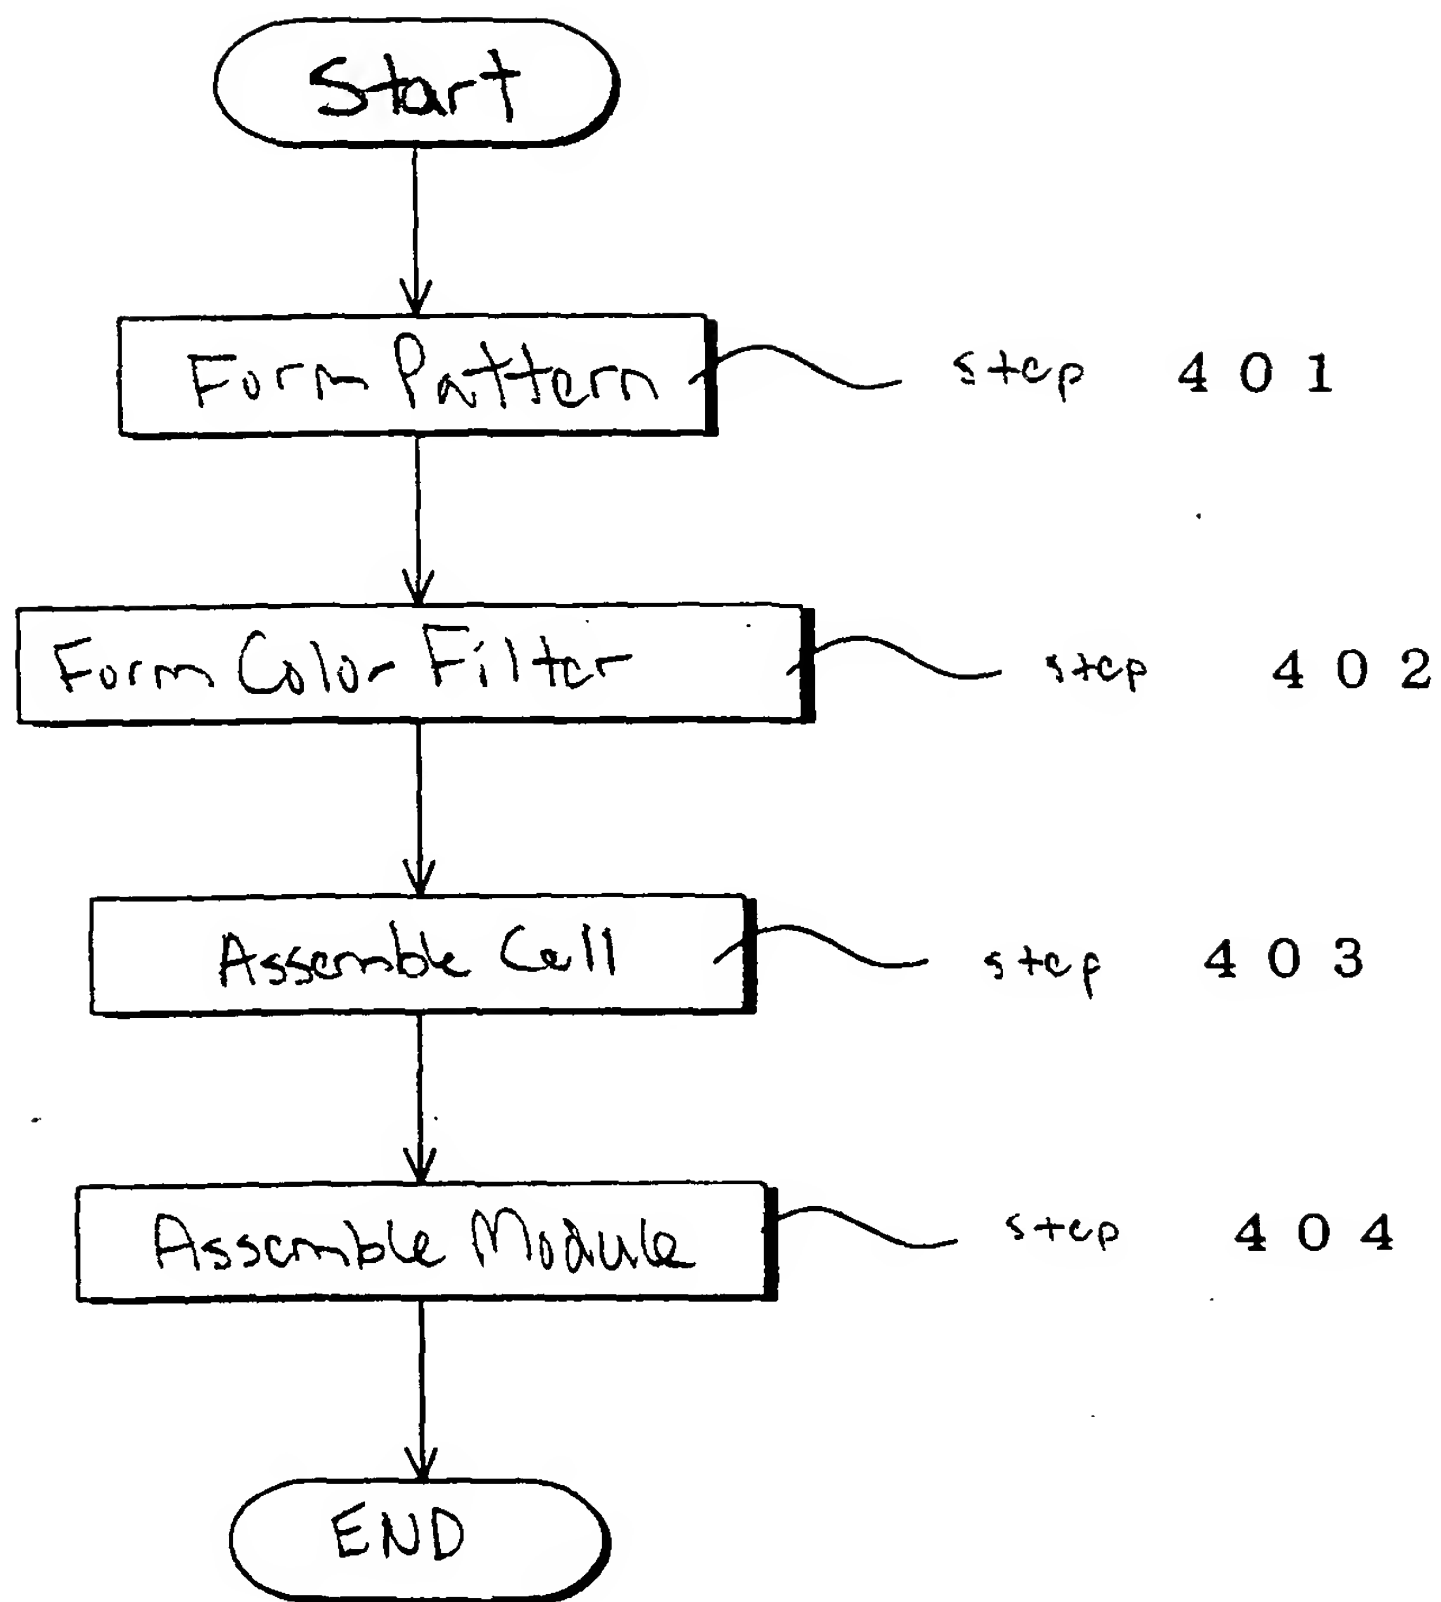 Start
Form Pattern step 401
Form Color Filter step 402
Assemble Cell step 403
Assemble Module step 404
END